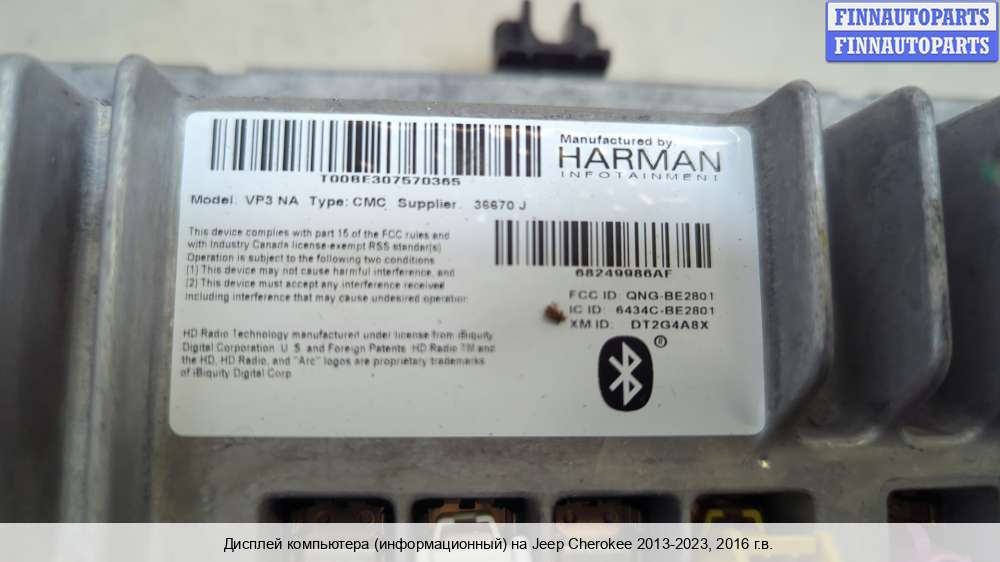 FINNAUTOPARTS
FINNAUTOPARTS
Manufactured by
HARMAN
INFOTAINMENT
T00BE307570365
Model. VP3 NA Type: CMC Supplier. 36670 J
This device complies with part 15 of the FCC rules and
with Industry Canada license-exempt RSS standar(s)
Operation is subject to the following two conditions
(1) This device may not cause harmful interference, and
(2) This device must accept any interference received
including interference that may cause undesired operation
68249986AF
FCC ID: QNG-BE2801
IC ID: 6434C-BE2801
XM ID: DT2G4A8X
HD Radio Technology manufactured under license from iBiquity
Digital Corporation. U. S. and Foreign Patents. HD Radio TM and
the HD, HD Radio, and "Arc" logos are proprietary trademarks
of iBiquity Digital Corp.
®
Дисплей компьютера (информационный) на Jeep Cherokee 2013-2023, 2016 г.в.